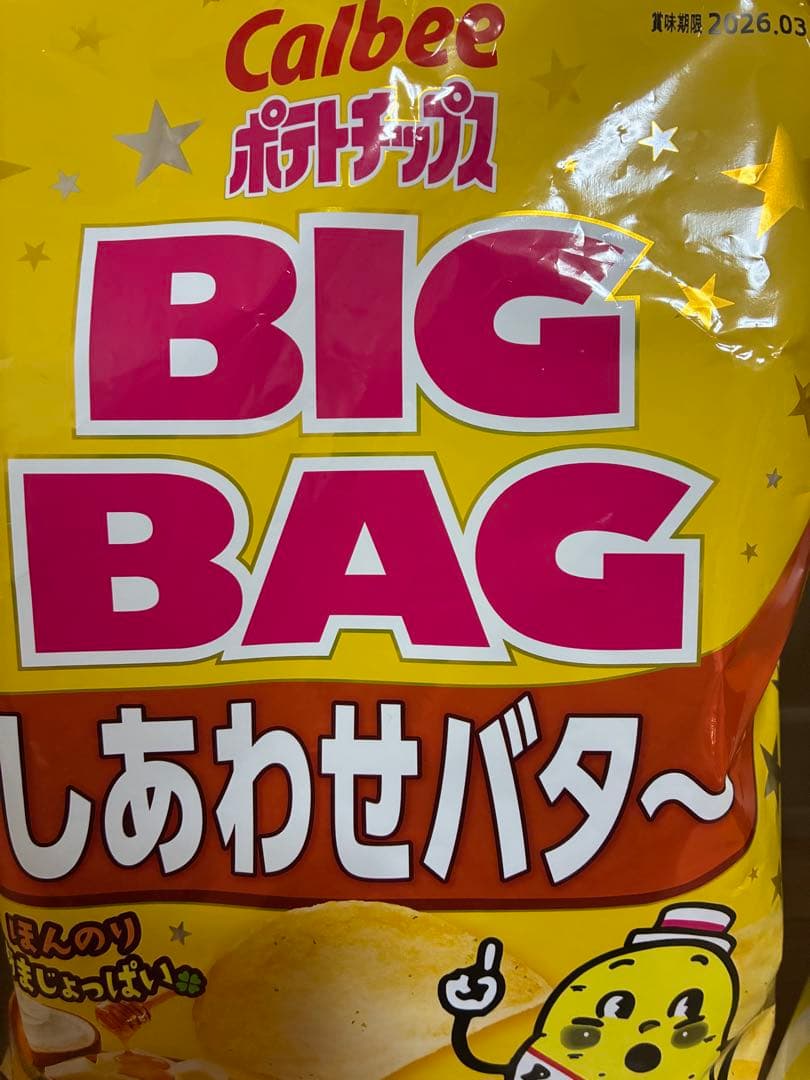 Calbee
賞味期限 2026.03
ポテトチップス
BIG
BAG
しあわせバタ〜
ほんのり
まじょっぱい